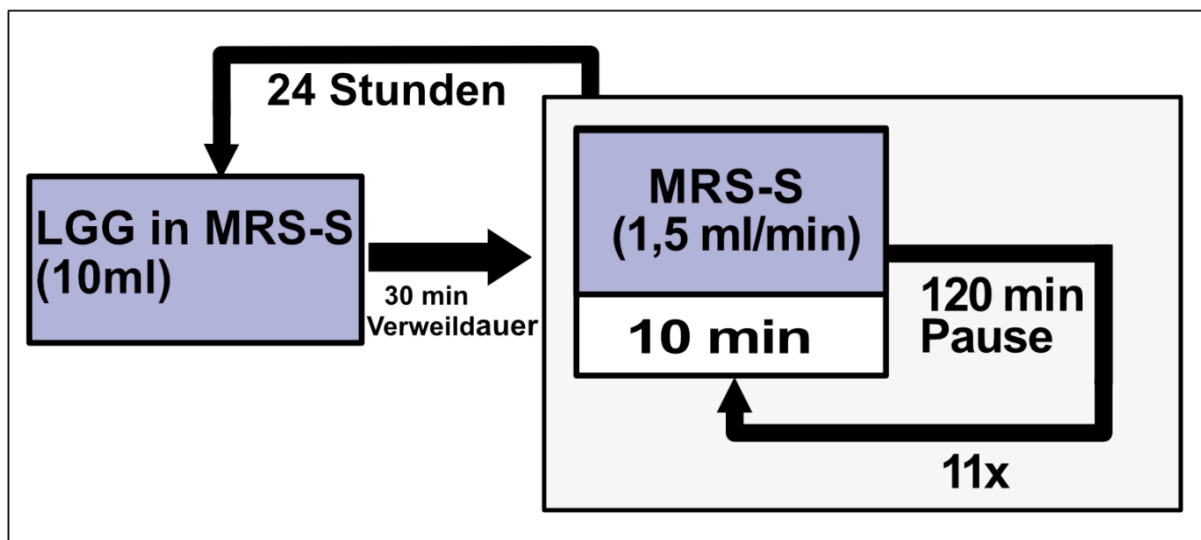 24 Stunden
LGG in MRS-S
(10ml)
30 min
Verweildauer
MRS-S
(1,5 ml/min)
10 min
120 min
Pause
11x